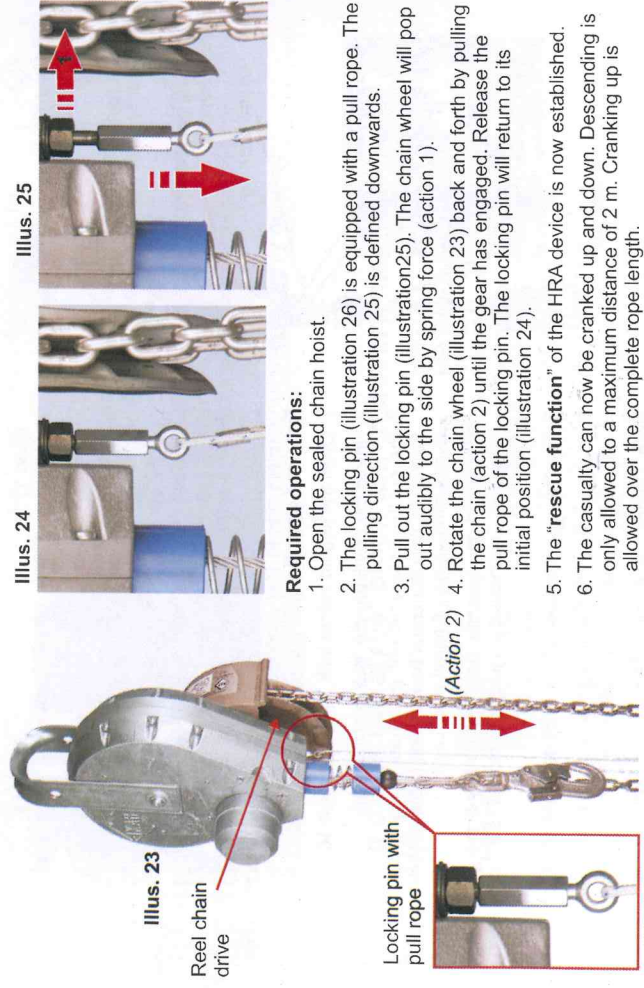 Illus. 23
Reel chain
drive
Locking pin with
pull rope
(Action 2)
Illus. 24
Illus. 25
1
Required operations:
1. Open the sealed chain hoist.
2. The locking pin (illustration 26) is equipped with a pull rope. The
pulling direction (illustration 25) is defined downwards.
3. Pull out the locking pin (illustration25). The chain wheel will pop
out audibly to the side by spring force (action 1).
4. Rotate the chain wheel (illustration 23) back and forth by pulling
the chain (action 2) until the gear has engaged. Release the
pull rope of the locking pin. The locking pin will return to its
initial position (illustration 24).
5. The "rescue function" of the HRA device is now established.
6. The casualty can now be cranked up and down. Descending is
only allowed to a maximum distance of 2 m. Cranking up is
allowed over the complete rope length.